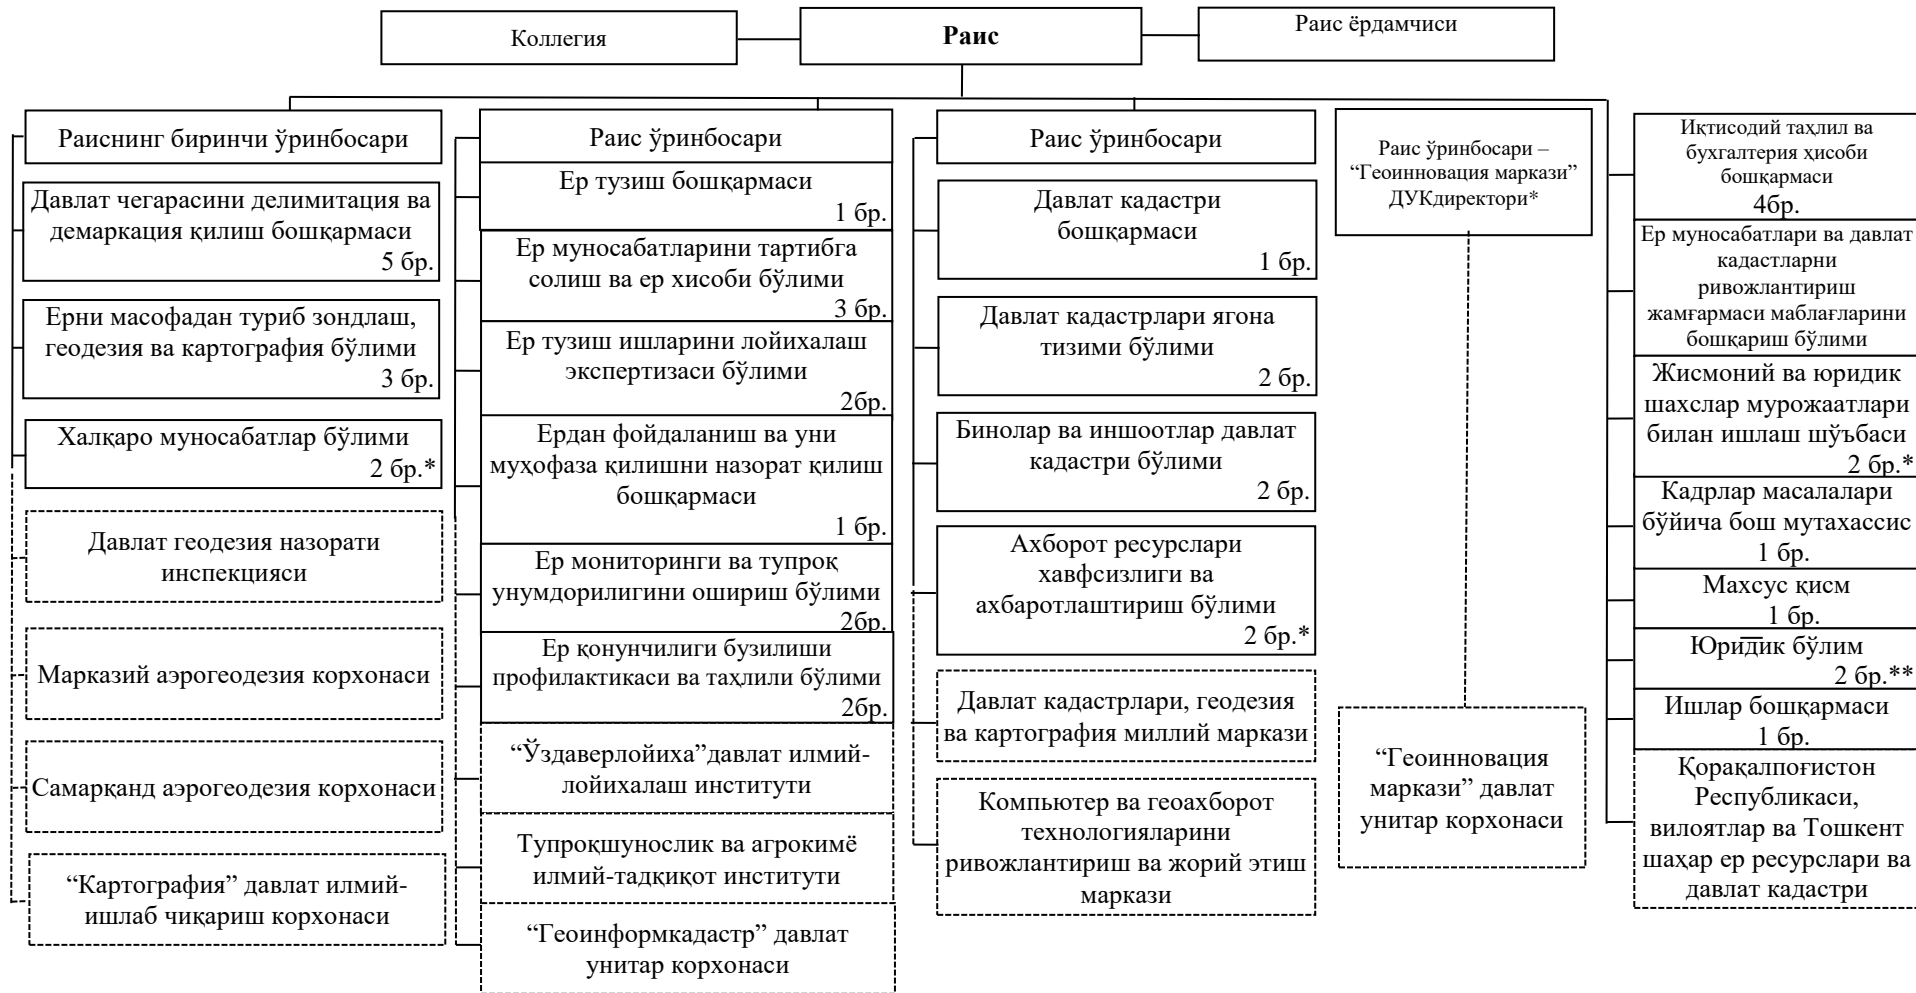 Коллегия
Раис
Раис ёрдамчиси
Раиснинг биринчи ўринбосари
Давлат чегарасини делимитация ва
демаркация қилиш бошқармаси
5 бр.
Ерни масофадан туриб зондлаш,
геодезия ва картография бўлими
3 бр.
Халқаро муносабатлар бўлими
2 бр.*
Давлат геодезия назорати
инспекцияси
Марказий аэрогеодезия корхонаси
Самарқанд аэрогеодезия корхонаси
“Картография” давлат илмий-
ишлаб чиқариш корхонаси
Раис ўринбосари
Ер тузиш бошқармаси
1 бр.
Ер муносабатларини тартибга
солиш ва ер хисоби бўлими
3 бр.
Ер тузиш ишларини лойихалаш
экспертизаси бўлими
2бр.
Ердан фойдаланиш ва уни
муҳофаза қилишни назорат қилиш
бошқармаси
1 бр.
Ер мониторинги ва тупроқ
унумдорилигини ошириш бўлими
2бр.
Ер қонунчилиги бузилиши
профилактикаси ва таҳлили бўлими
2бр.
“Ўздаверлойиха”давлат илмий-
лойиҳалаш институти
Тупроқшунослик ва агрокимё
илмий-тадқиқот институти
“Геоинформкадастр” давлат
унитар корхонаси
Раис ўринбосари
Давлат кадастри
бошқармаси
1 бр.
Давлат кадастрлари ягона
тизими бўлими
2 бр.
Бинолар ва иншоотлар давлат
кадастри бўлими
2 бр.
Ахборот ресурслари
хавфсизлиги ва
ахбаротлаштириш бўлими
2 бр.*
Давлат кадастрлари, геодезия
ва картография миллий маркази
Компьютер ва геоахборот
технологияларини
ривожлантириш ва жорий этиш
маркази
Раис ўринбосари –
“Геоинновация маркази”
ДУКдиректори*
“Геоинновация
маркази” давлат
унитар корхонаси
Иқтисодий таҳлил ва
бухгалтерия ҳисоби
бошқармаси
4бр.
Ер муносабатлари ва давлат
кадастларни
ривожлантириш
жамғармаси маблағларини
бошқариш бўлими
Жисмоний ва юридик
шахслар мурожаатлари
билан ишлаш шўъбаси
2 бр.*
Кадрлар масалалари
бўйича бош мутахассис
1 бр.
Махсус қисм
1 бр.
Юридик бўлим
2 бр.**
Ишлар бошқармаси
1 бр.
Қорақалпоғистон
Республикаси,
вилоятлар ва Тошкент
шаҳар ер ресурслари ва
давлат кадастри